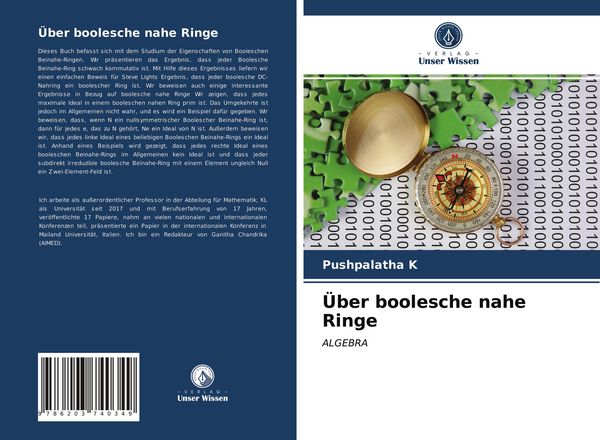 Über boolesche nahe Ringe
Dieses Buch befasst sich mit dem Studium der Eigenschaften von Booleschen
Beinahe-Ringen. Wir präsentieren das Ergebnis, dass jeder Boolesche
Beinahe-Ring schwach kommutativ ist. Mit Hilfe dieses Ergebnisses liefern wir
einen einfachen Beweis für Steve Lights Ergebnis, dass jeder boolesche DC-
Nahring ein boolescher Ring ist. Wir beweisen auch einige interessante
Ergebnisse in Bezug auf boolesche nahe Ringe Wir zeigen, dass jedes
maximale Ideal in einem booleschen nahen Ring prim ist. Das Umgekehrte ist
jedoch im Allgemeinen nicht wahr, und es wird ein Beispiel dafür gegeben. Wir
beweisen, dass, wenn N ein nullsymmetrischer Boolescher Beinahe-Ring ist,
dann für jedes e, das zu N gehört, Ne ein Ideal von N ist. Außerdem beweisen
wir, dass jedes linke Ideal eines beliebigen Booleschen Beinahe-Rings ein Ideal
ist. Anhand eines Beispiels wird gezeigt, dass jedes rechte Ideal eines
booleschen Beinahe-Rings im Allgemeinen kein Ideal ist und dass jeder
subdirekt irreduzible boolesche Beinahe-Ring mit einem Element ungleich Null
ein Zwei-Element-Feld ist.
Ich arbeite als außerordentlicher Professor in der Abteilung für Mathematik, KL
als Universität seit 2017 und mit Berufserfahrung von 17 Jahren,
veröffentlichte 17 Papiere, nahm an vielen nationalen und internationalen
Konferenzen teil, präsentierte ein Papier in der internationalen Konferenz in
Mailand Universität, Italien. Ich bin ein Redakteur von Ganitha Chandrika
(AIMED).
9 786203 740349
VERLAG
Unser Wissen
VERLAG
Unser Wissen
Pushpalatha K
Über boolesche nahe
Ringe
ALGEBRA